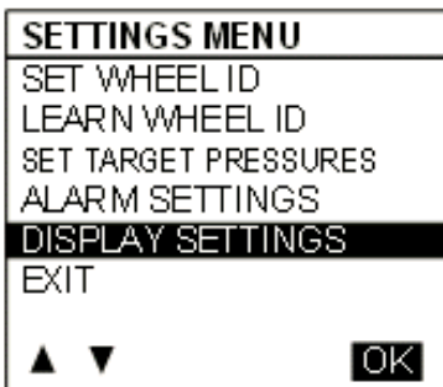 SETTINGS MENU
SET WHEEL ID
LEARN WHEEL ID
SET TARGET PRESSURES
ALARM SETTINGS
DISPLAY SETTINGS
EXIT
▲ ▼ OK